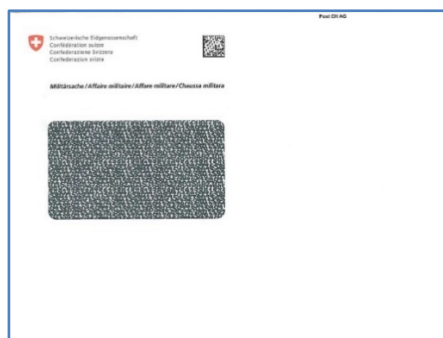 Post CH AG
Schweizerische Eidgenossenschaft
Confédération suisse
Confederazione Svizzera
Confederaziun svizra
Militärsache / Affaire militaire / Affare militare / Chaussa militara